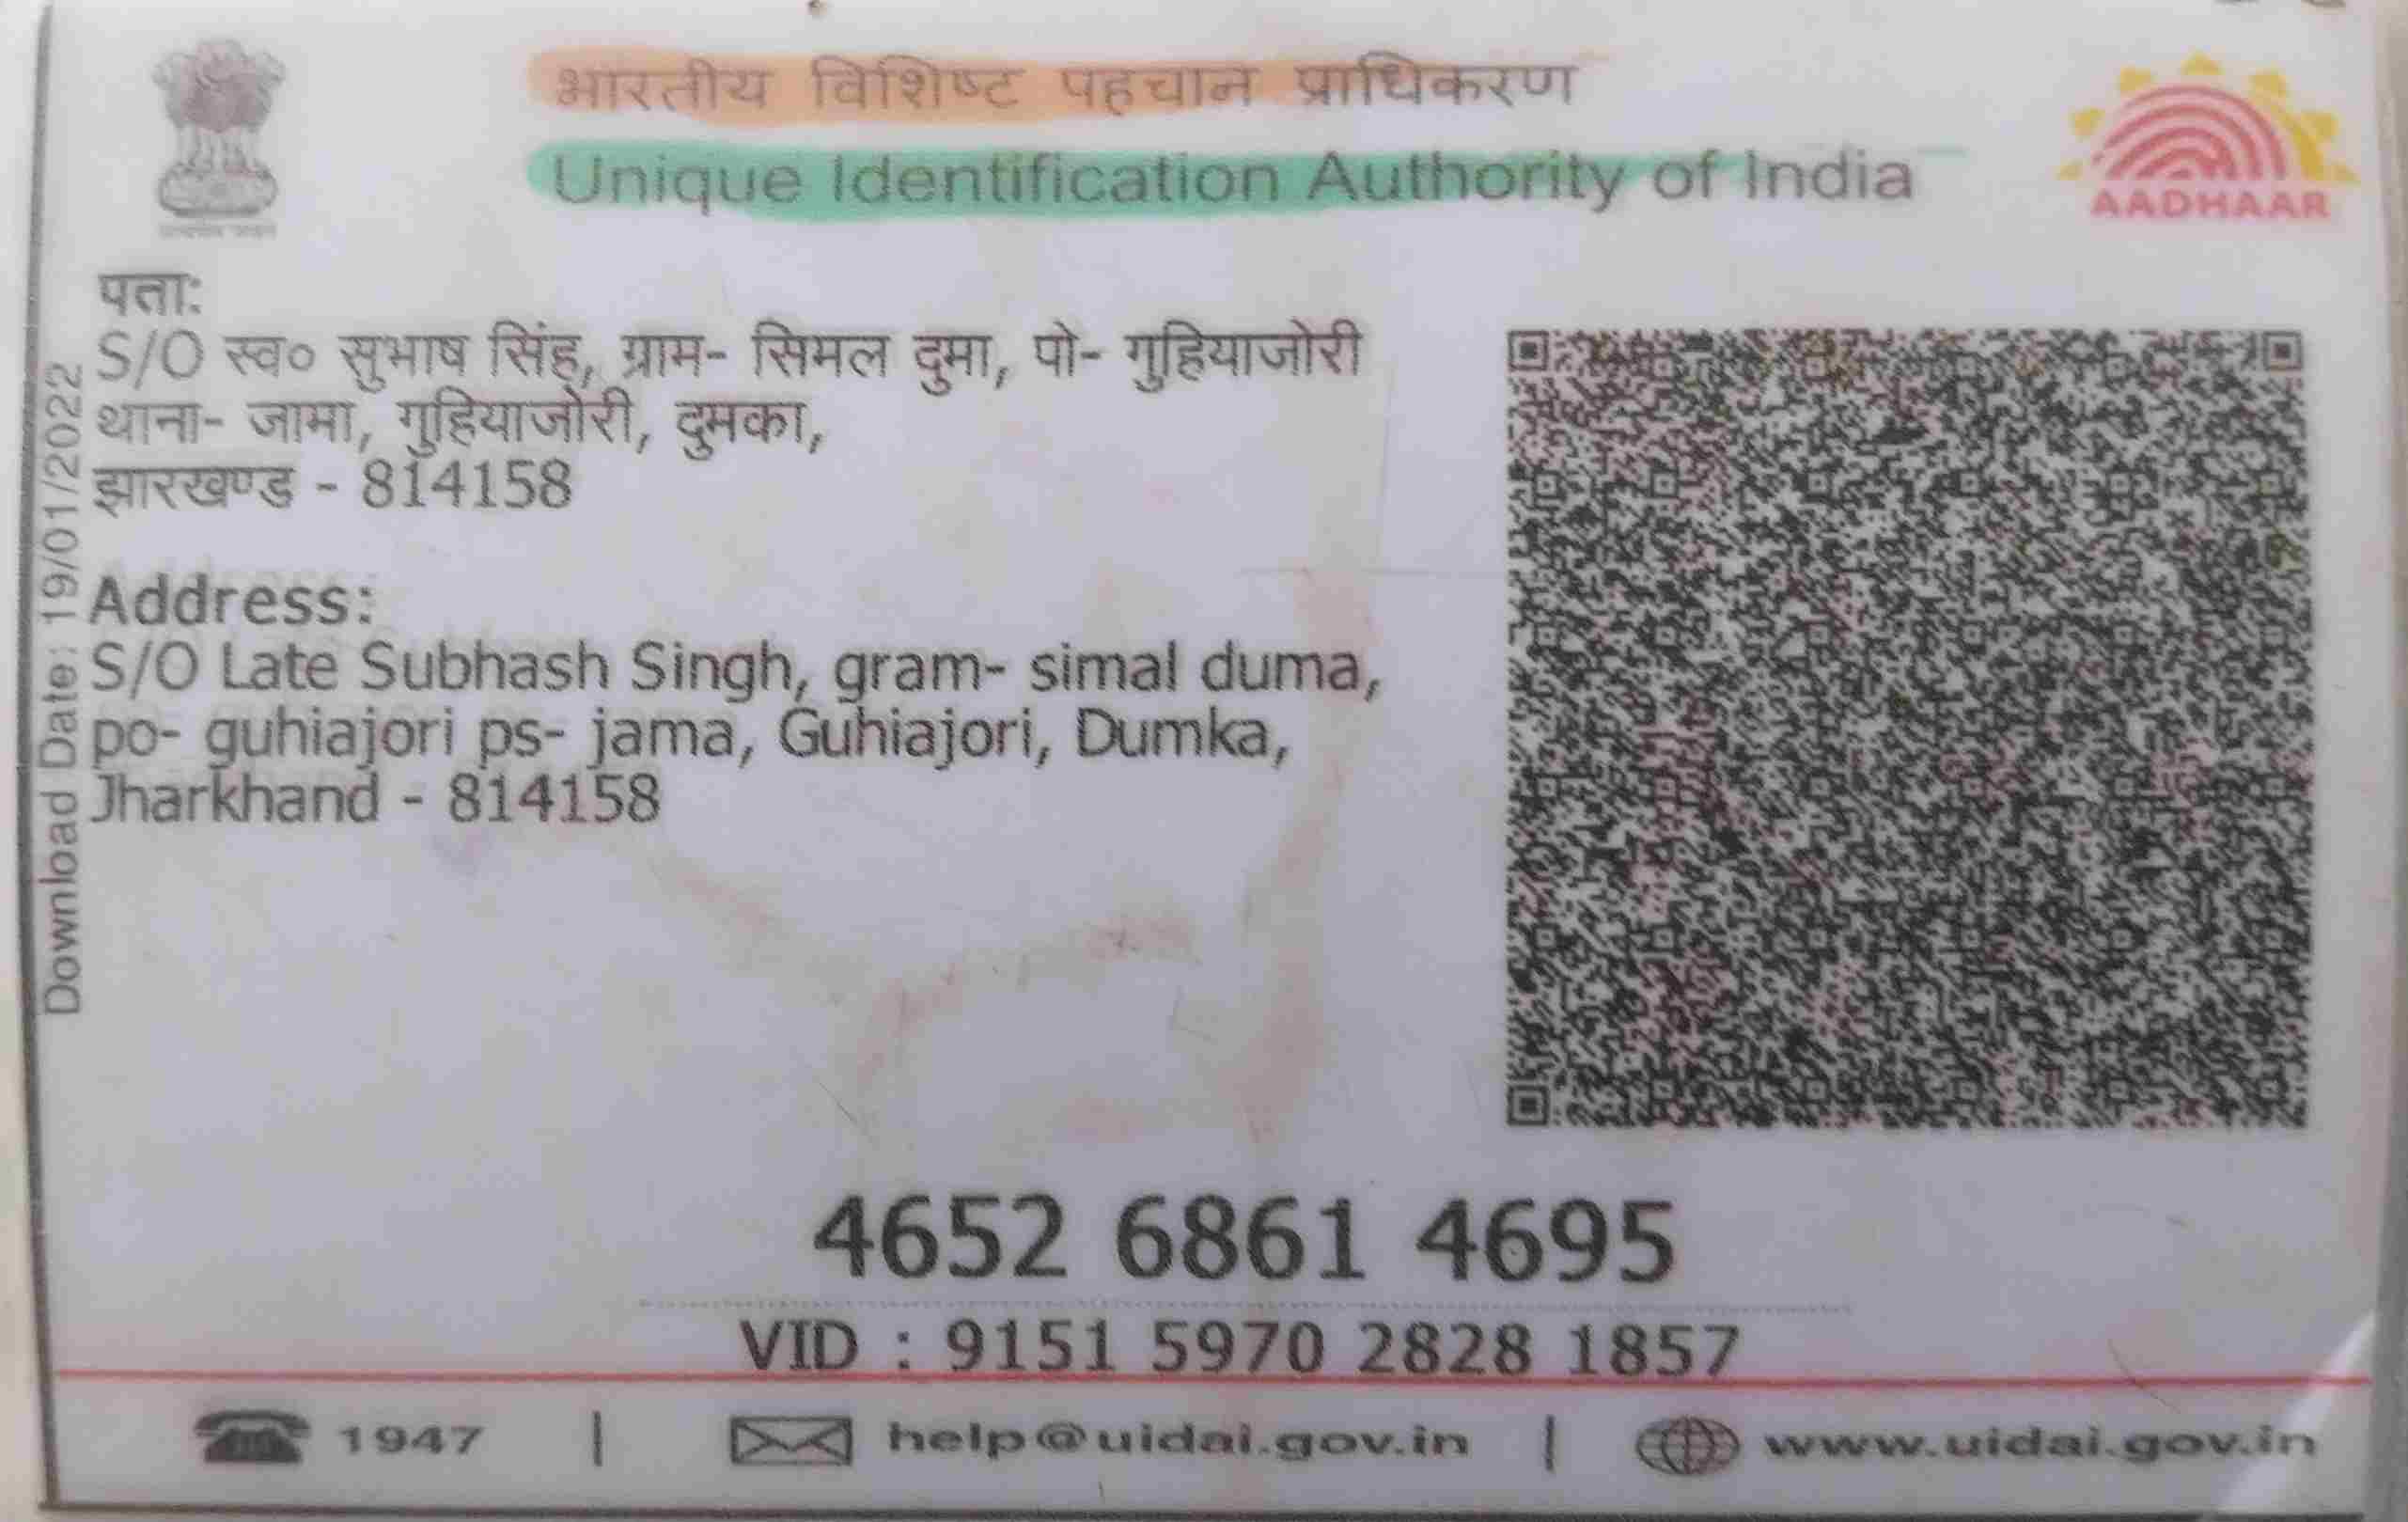 भारतीय विशिष्ट पहचान प्राधिकरण
Unique Identification Authority of India
AADHAAR
पता:
S/O स्व० सुभाष सिंह, ग्राम- सिमल दुमा, पो- गुहियाजोरी
थाना- जामा, गुहियाजोरी, दुमका,
झारखण्ड - 814158
Address:
S/O Late Subhash Singh, gram- simal duma,
po- guhiajori ps- jama, Guhiajori, Dumka,
Jharkhand - 814158
Download Date: 19/01/2022
4652 6861 4695
VID : 9151 5970 2828 1857
1947 | help@uidai.gov.in | www.uidai.gov.in